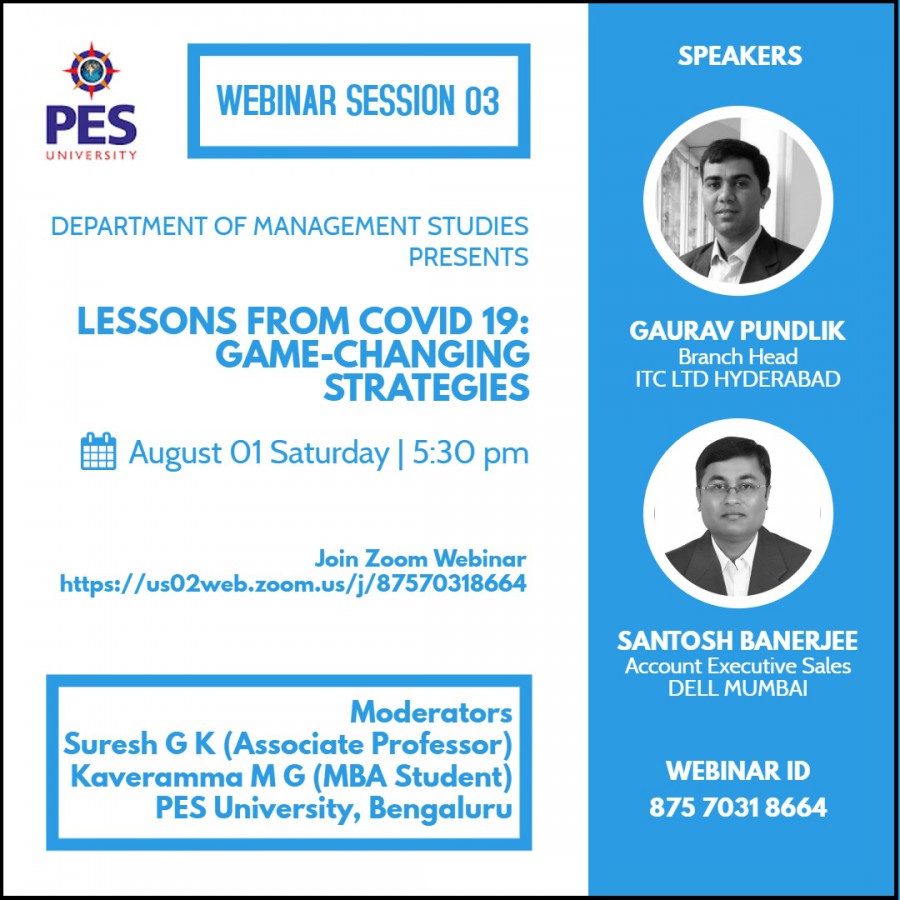 PES
UNIVERSITY
WEBINAR SESSION 03
DEPARTMENT OF MANAGEMENT STUDIES
PRESENTS
LESSONS FROM COVID 19:
GAME-CHANGING
STRATEGIES
August 01 Saturday | 5:30 pm
Join Zoom Webinar
https://us02web.zoom.us/j/87570318664
Moderators
Suresh G K (Associate Professor)
Kaveramma M G (MBA Student)
PES University, Bengaluru
SPEAKERS
GAURAV PUNDLIK
Branch Head
ITC LTD HYDERABAD
SANTOSH BANERJEE
Account Executive Sales
DELL MUMBAI
WEBINAR ID
875 7031 8664